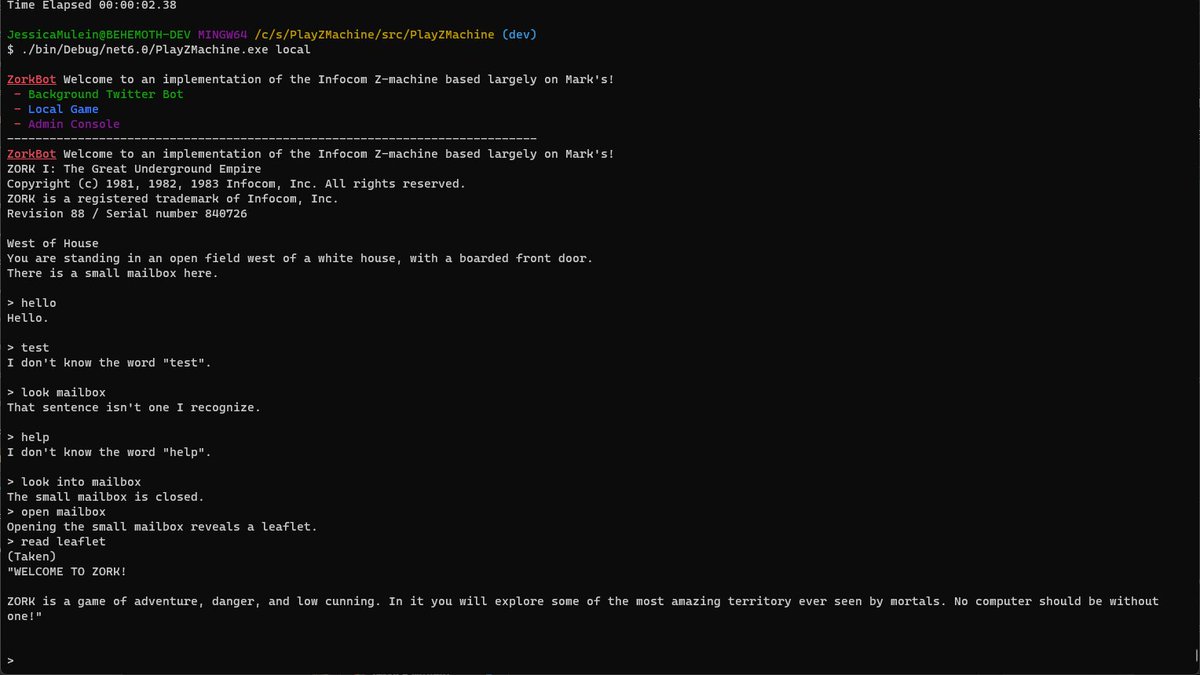 Time Elapsed 00:00:02.38
JessicaMulein@BEHEMOTH-DEV MINGW64 /c/s/PlayZMachine/src/PlayZMachine (dev)
$ ./bin/Debug/net6.0/PlayZMachine.exe local
ZorkBot Welcome to an implementation of the Infocom Z-machine based largely on Mark's!
- Background Twitter Bot
- Local Game
- Admin Console
---------------------------------------------------------------------------
ZorkBot Welcome to an implementation of the Infocom Z-machine based largely on Mark's!
ZORK I: The Great Underground Empire
Copyright (c) 1981, 1982, 1983 Infocom, Inc. All rights reserved.
ZORK is a registered trademark of Infocom, Inc.
Revision 88 / Serial number 840726
West of House
You are standing in an open field west of a white house, with a boarded front door.
There is a small mailbox here.
> hello
Hello.
> test
I don't know the word "test".
> look mailbox
That sentence isn't one I recognize.
> help
I don't know the word "help".
> look into mailbox
The small mailbox is closed.
> open mailbox
Opening the small mailbox reveals a leaflet.
> read leaflet
(Taken)
"WELCOME TO ZORK!
ZORK is a game of adventure, danger, and low cunning. In it you will explore some of the most amazing territory ever seen by mortals. No computer should be without
one!"
>